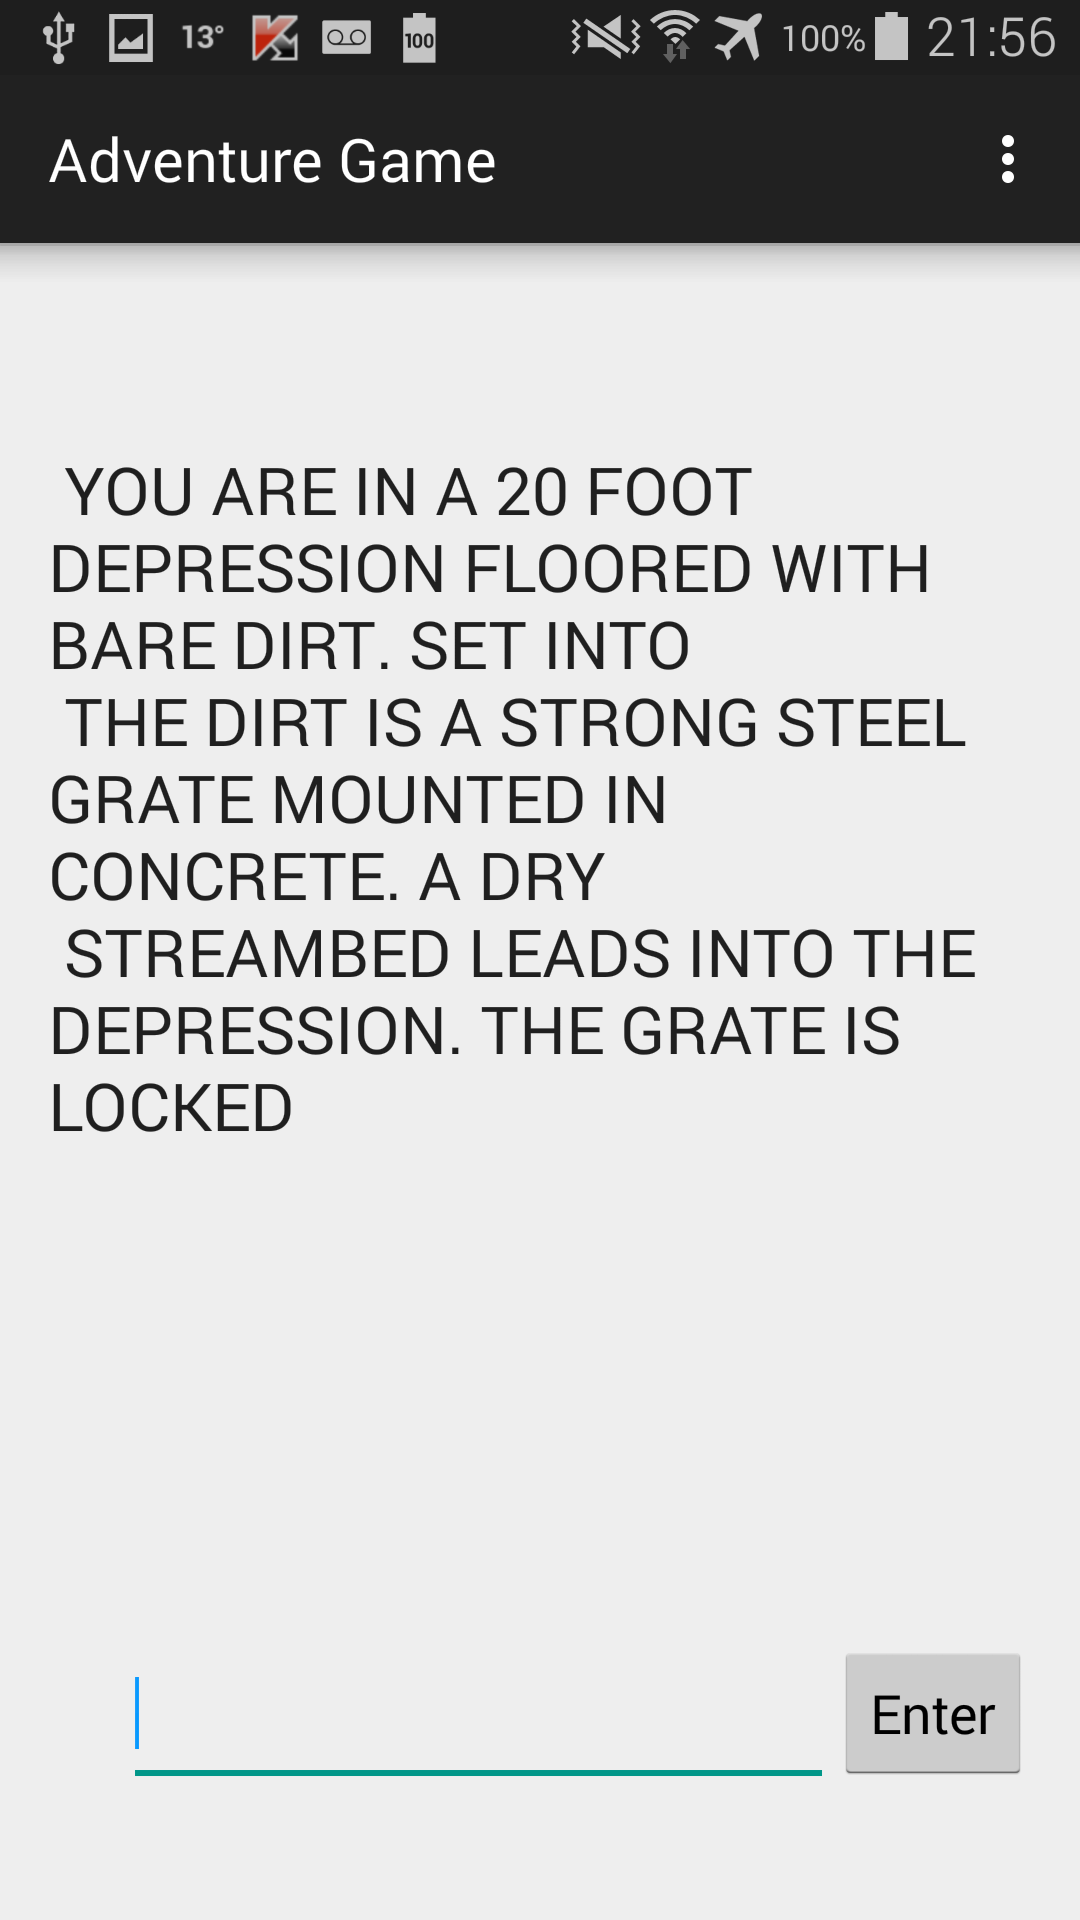 13° 100 100% 21:56
Adventure Game
YOU ARE IN A 20 FOOT
DEPRESSION FLOORED WITH
BARE DIRT. SET INTO
THE DIRT IS A STRONG STEEL
GRATE MOUNTED IN
CONCRETE. A DRY
STREAMBED LEADS INTO THE
DEPRESSION. THE GRATE IS
LOCKED
Enter